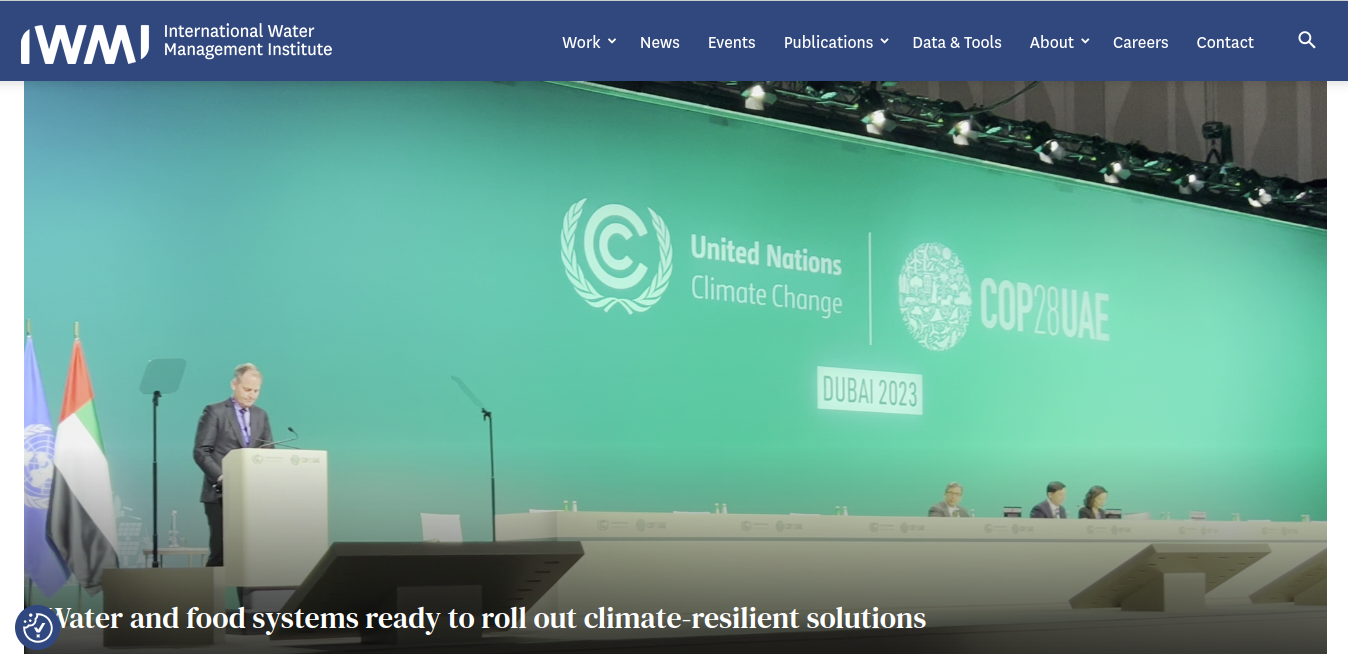 IWMI
International Water
Management Institute
Work
News
Events
Publications
Data & Tools
About
Careers
Contact
United Nations
Climate Change
COP28UAE
DUBAI 2023
Water and food systems ready to roll out climate-resilient solutions